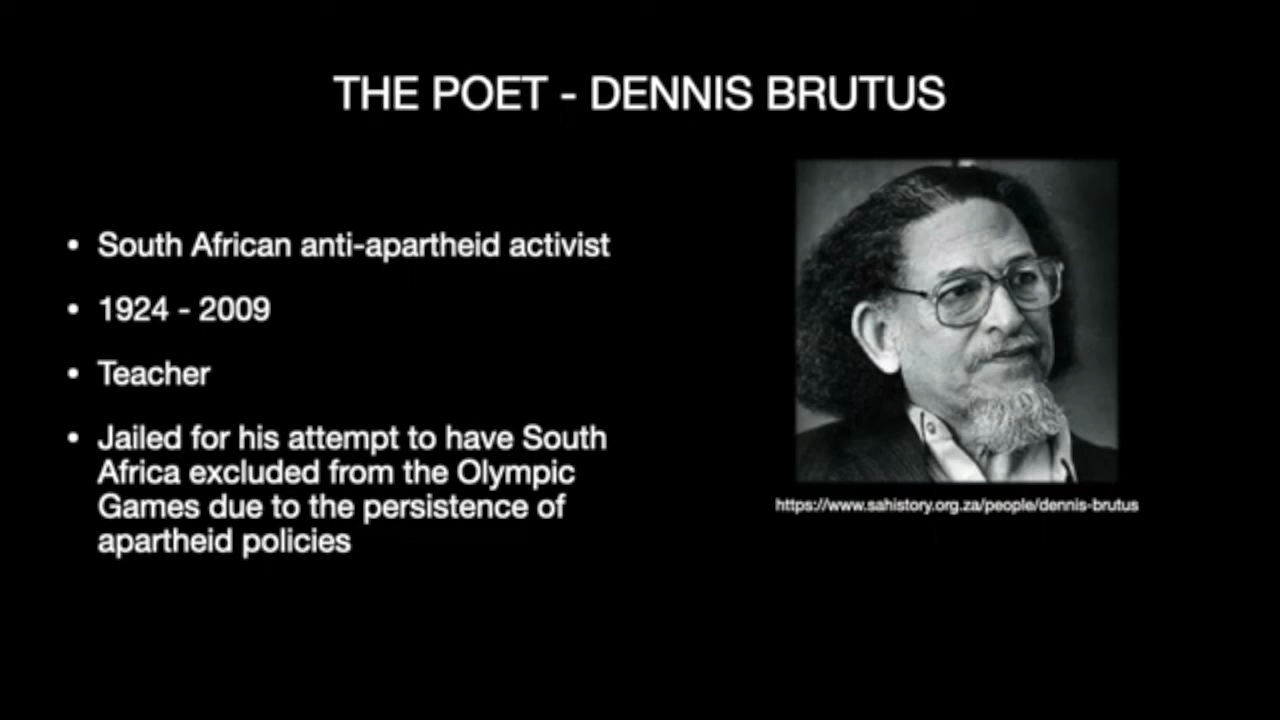 THE POET - DENNIS BRUTUS
• South African anti-apartheid activist
• 1924 - 2009
• Teacher
• Jailed for his attempt to have South
Africa excluded from the Olympic
Games due to the persistence of
apartheid policies
https://www.sahistory.org.za/people/dennis-brutus